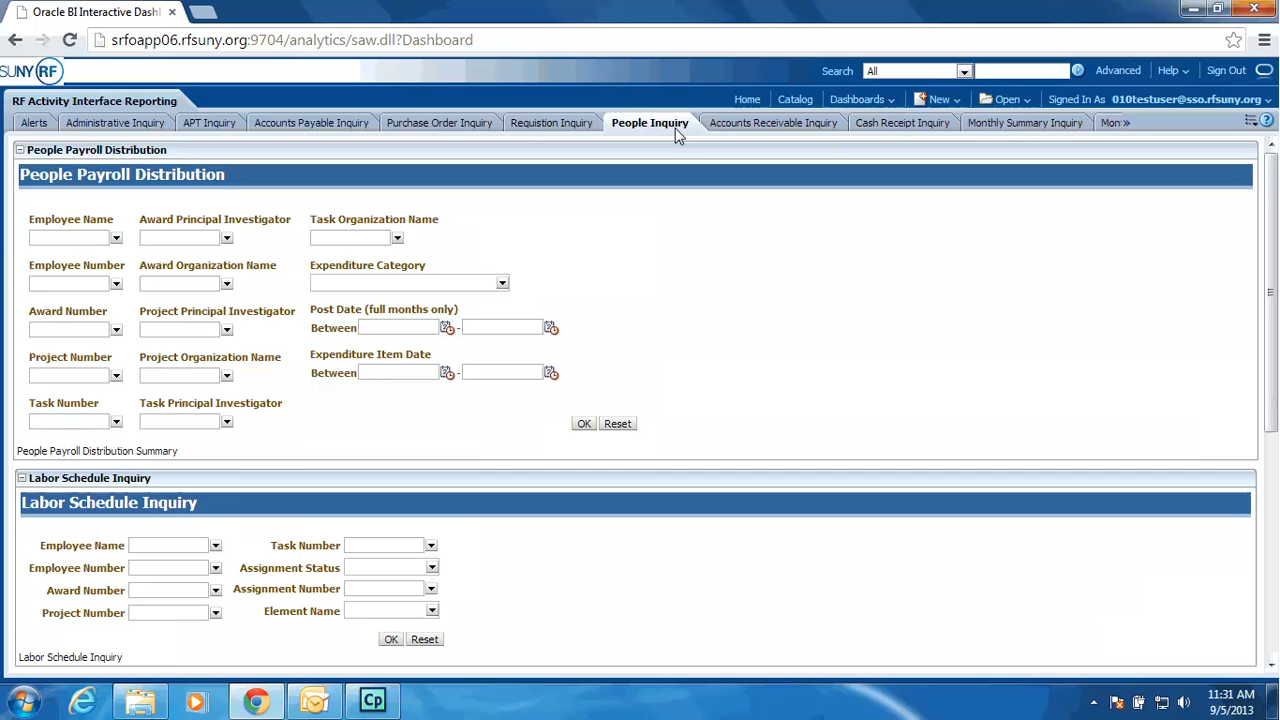 Oracle BI Interactive Dash
srfoapp06.rfsuny.org:9704/analytics/saw.dll?Dashboard
SUNY RF Search All Advanced Help Sign Out
RF Activity Interface Reporting Home Catalog Dashboards New Open Signed In As 010testuser@sso.rfsuny.org
Alerts Administrative Inquiry APT Inquiry Accounts Payable Inquiry Purchase Order Inquiry Requistion Inquiry People Inquiry Accounts Receivable Inquiry Cash Receipt Inquiry Monthly Summary Inquiry Mon »
People Payroll Distribution
People Payroll Distribution
Employee Name Award Principal Investigator Task Organization Name
Employee Number Award Organization Name Expenditure Category
Award Number Project Principal Investigator Post Date (full months only)
Between -
Project Number Project Organization Name Expenditure Item Date
Between -
Task Number Task Principal Investigator
OK Reset
People Payroll Distribution Summary
Labor Schedule Inquiry
Labor Schedule Inquiry
Employee Name Task Number
Employee Number Assignment Status
Award Number Assignment Number
Project Number Element Name
OK Reset
Labor Schedule Inquiry
Cp
11:31 AM
9/5/2013